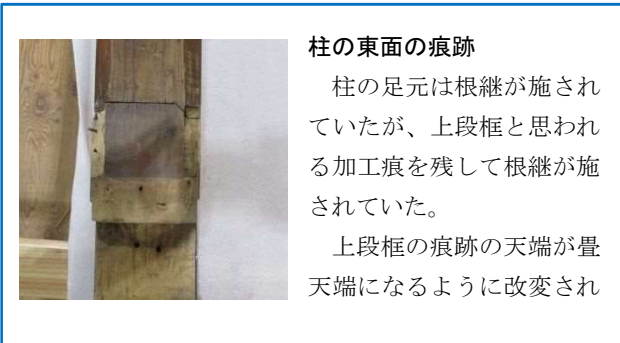 柱の東面の痕跡
　柱の足元は根継が施され
ていたが、上段框と思われ
る加工痕を残して根継が施
されていた。
　上段框の痕跡の天端が畳
天端になるように改変され